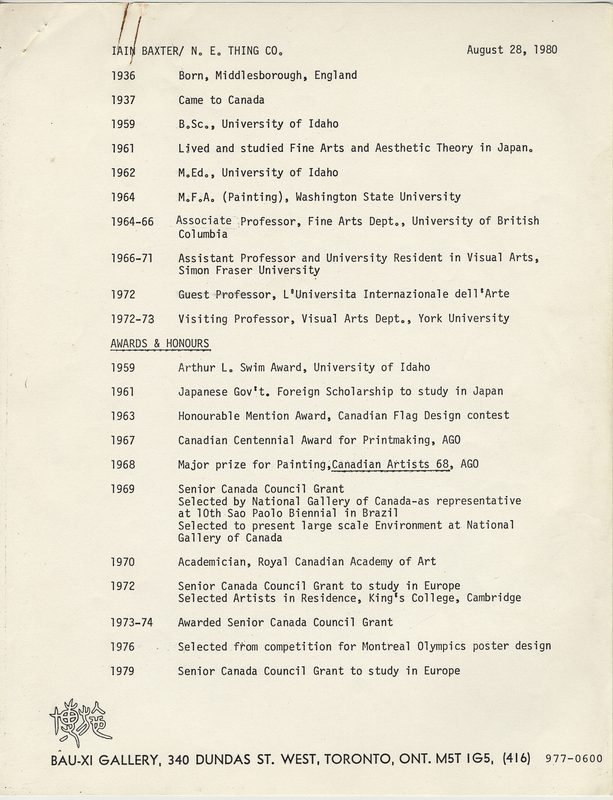 IAIN BAXTER/ N. E. THING CO. August 28, 1980
1936 Born, Middlesborough, England
1937 Came to Canada
1959 B.Sc., University of Idaho
1961 Lived and studied Fine Arts and Aesthetic Theory in Japan.
1962 M.Ed., University of Idaho
1964 M.F.A. (Painting), Washington State University
1964-66 Associate Professor, Fine Arts Dept., University of British
Columbia
1966-71 Assistant Professor and University Resident in Visual Arts,
Simon Fraser University
1972 Guest Professor, L'Universita Internazionale dell'Arte
1972-73 Visiting Professor, Visual Arts Dept., York University
AWARDS & HONOURS
1959 Arthur L. Swim Award, University of Idaho
1961 Japanese Gov't. Foreign Scholarship to study in Japan
1963 Honourable Mention Award, Canadian Flag Design contest
1967 Canadian Centennial Award for Printmaking, AGO
1968 Major prize for Painting,Canadian Artists 68, AGO
1969 Senior Canada Council Grant
Selected by National Gallery of Canada-as representative
at 10th Sao Paolo Biennial in Brazil
Selected to present large scale Environment at National
Gallery of Canada
1970 Academician, Royal Canadian Academy of Art
1972 Senior Canada Council Grant to study in Europe
Selected Artists in Residence, King's College, Cambridge
1973-74 Awarded Senior Canada Council Grant
1976 Selected from competition for Montreal Olympics poster design
1979 Senior Canada Council Grant to study in Europe
BAU-XI GALLERY, 340 DUNDAS ST. WEST, TORONTO, ONT. M5T 1G5, (416) 977-0600